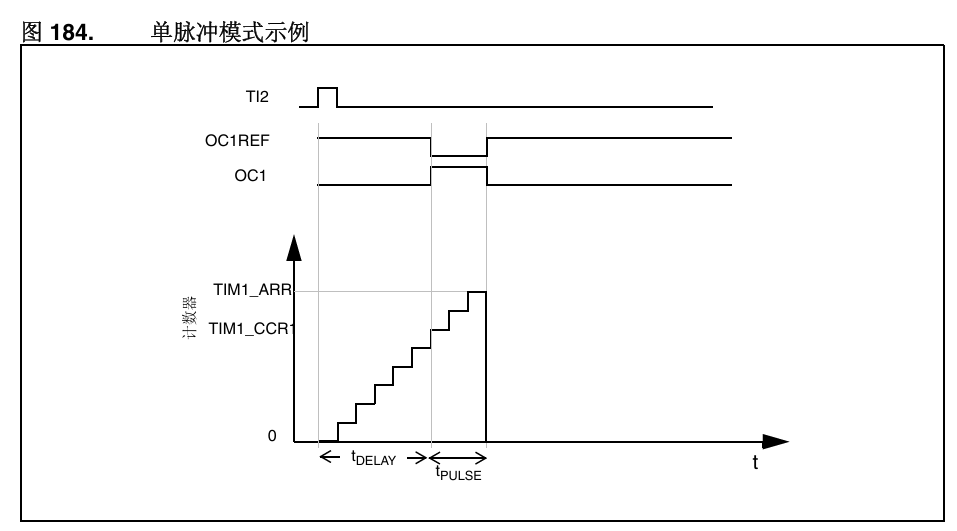 图 184. 单脉冲模式示例
TI2
OC1REF
OC1
TIM1_ARR
计数器
TIM1_CCR1
0
tDELAY
tPULSE
t